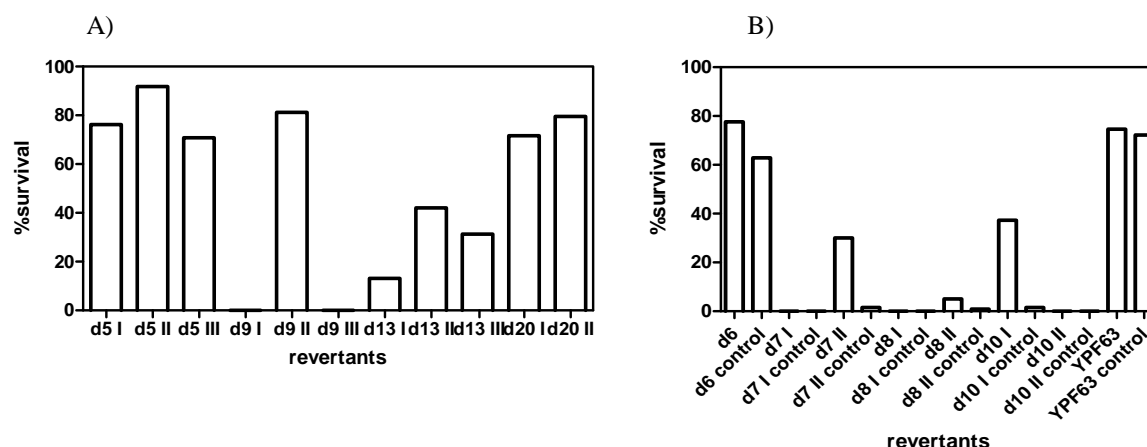 A)
100
80
60
40
20
0
%survival
d5 I d5 II d5 III d9 I d9 II d9 III d13 I d13 II d13 III d20 I d20 II
revertants
B)
100
80
60
40
20
0
%survival
d6
d6 control
d7 I
d7 I control
d7 II
d7 II control
d8 I
d8 I control
d8 II
d8 II control
d10 I
d10 I control
d10 II
d10 II control
YPF63
YPF63 control
revertants